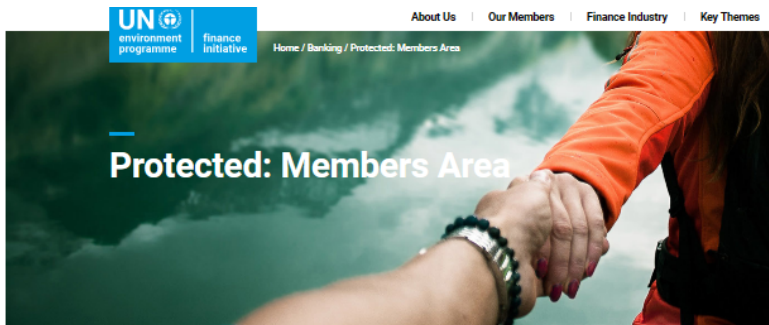 UN
environment programme
finance initiative
About Us | Our Members | Finance Industry | Key Themes
Home / Banking / Protected: Members Area
Protected: Members Area